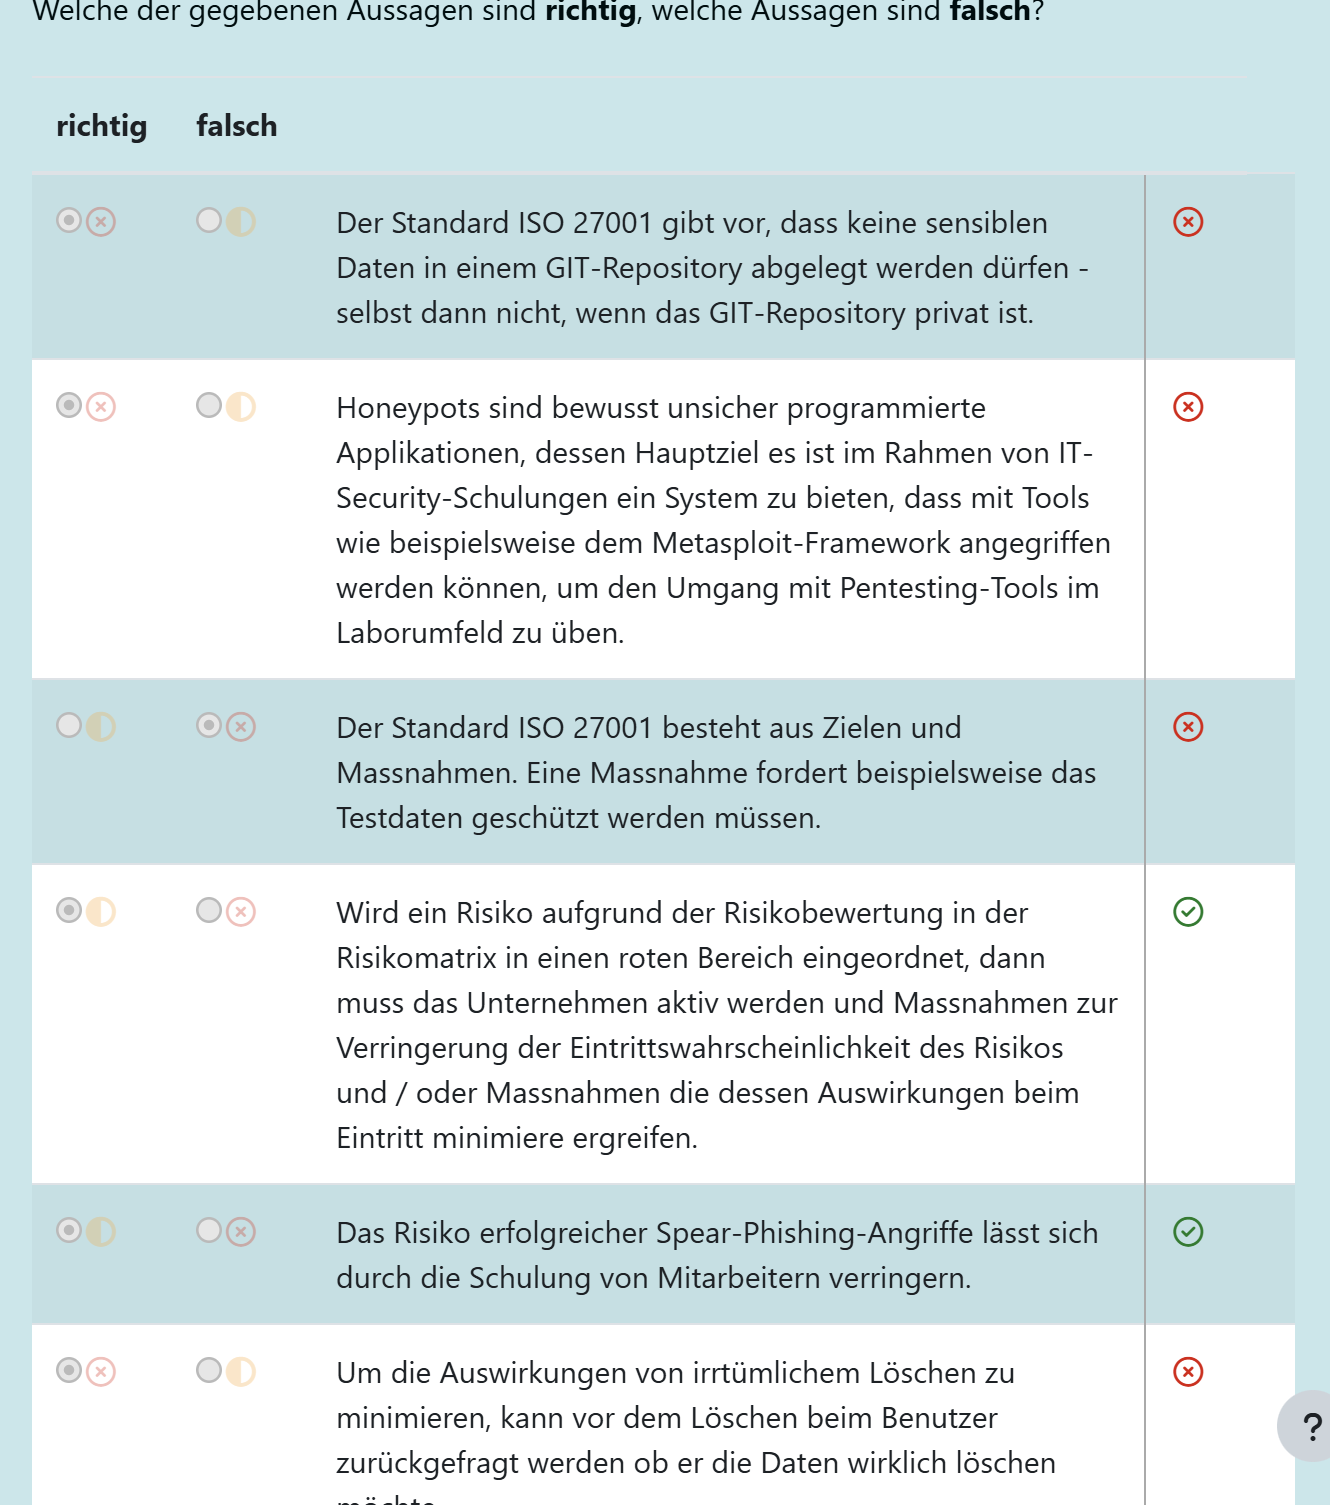 Welche der gegebenen Aussagen sind richtig, welche Aussagen sind falsch?
richtig falsch
Der Standard ISO 27001 gibt vor, dass keine sensiblen
Daten in einem GIT-Repository abgelegt werden dürfen -
selbst dann nicht, wenn das GIT-Repository privat ist.
Honeypots sind bewusst unsicher programmierte
Applikationen, dessen Hauptziel es ist im Rahmen von IT-
Security-Schulungen ein System zu bieten, dass mit Tools
wie beispielsweise dem Metasploit-Framework angegriffen
werden können, um den Umgang mit Pentesting-Tools im
Laborumfeld zu üben.
Der Standard ISO 27001 besteht aus Zielen und
Massnahmen. Eine Massnahme fordert beispielsweise das
Testdaten geschützt werden müssen.
Wird ein Risiko aufgrund der Risikobewertung in der
Risikomatrix in einen roten Bereich eingeordnet, dann
muss das Unternehmen aktiv werden und Massnahmen zur
Verringerung der Eintrittswahrscheinlichkeit des Risikos
und / oder Massnahmen die dessen Auswirkungen beim
Eintritt minimiere ergreifen.
Das Risiko erfolgreicher Spear-Phishing-Angriffe lässt sich
durch die Schulung von Mitarbeitern verringern.
Um die Auswirkungen von irrtümlichem Löschen zu
minimieren, kann vor dem Löschen beim Benutzer
zurückgefragt werden ob er die Daten wirklich löschen
?